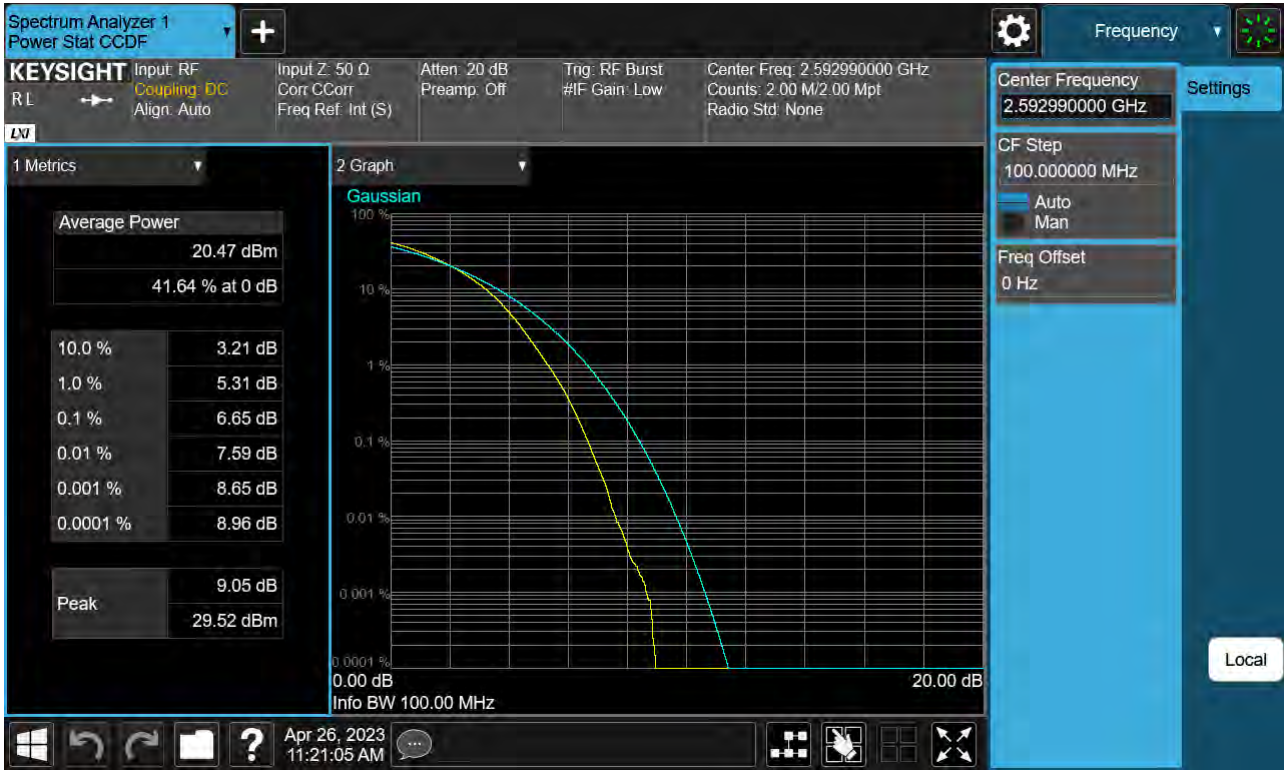 Spectrum Analyzer 1
Power Stat CCDF
+
Frequency
KEYSIGHT
RL
LXI
Input: RF
Coupling: DC
Align: Auto
Input Z: 50 Ω
Corr CCorr
Freq Ref: Int (S)
Atten: 20 dB
Preamp: Off
Trig: RF Burst
#IF Gain: Low
Center Freq: 2.592990000 GHz
Counts: 2.00 M/2.00 Mpt
Radio Std: None
Center Frequency
2.592990000 GHz
Settings
CF Step
100.000000 MHz
Auto
Man
Freq Offset
0 Hz
1 Metrics
Average Power
20.47 dBm
41.64 % at 0 dB
10.0 % 3.21 dB
1.0 % 5.31 dB
0.1 % 6.65 dB
0.01 % 7.59 dB
0.001 % 8.65 dB
0.0001 % 8.96 dB
Peak
9.05 dB
29.52 dBm
2 Graph
Gaussian
100 %
10 %
1 %
0.1 %
0.01 %
0.001 %
0.0001 %
0.00 dB
20.00 dB
Info BW 100.00 MHz
Local
?
Apr 26, 2023
11:21:05 AM